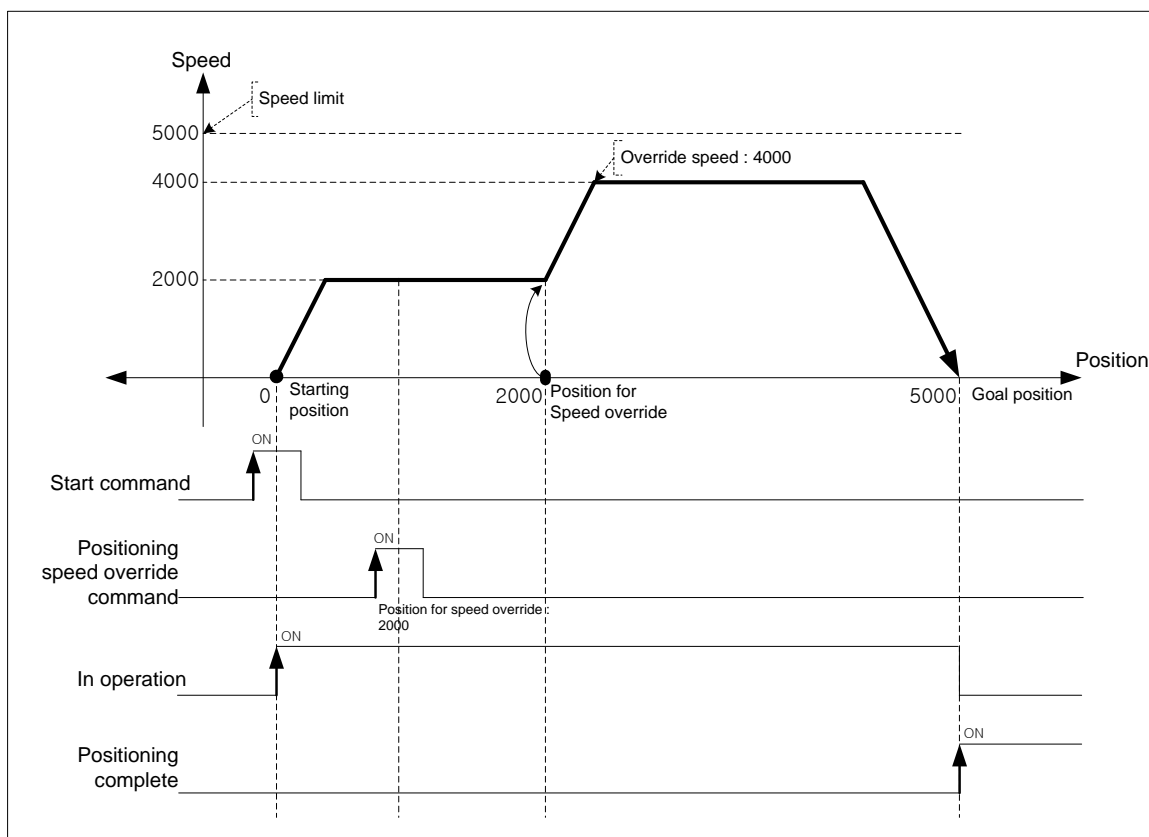 Speed
Speed limit
5000
Override speed : 4000
4000
2000
Position
0
Starting
position
2000
Position for
Speed override
5000
Goal position
ON
Start command
ON
Positioning
speed override
command
Position for speed override :
2000
ON
In operation
ON
Positioning
complete